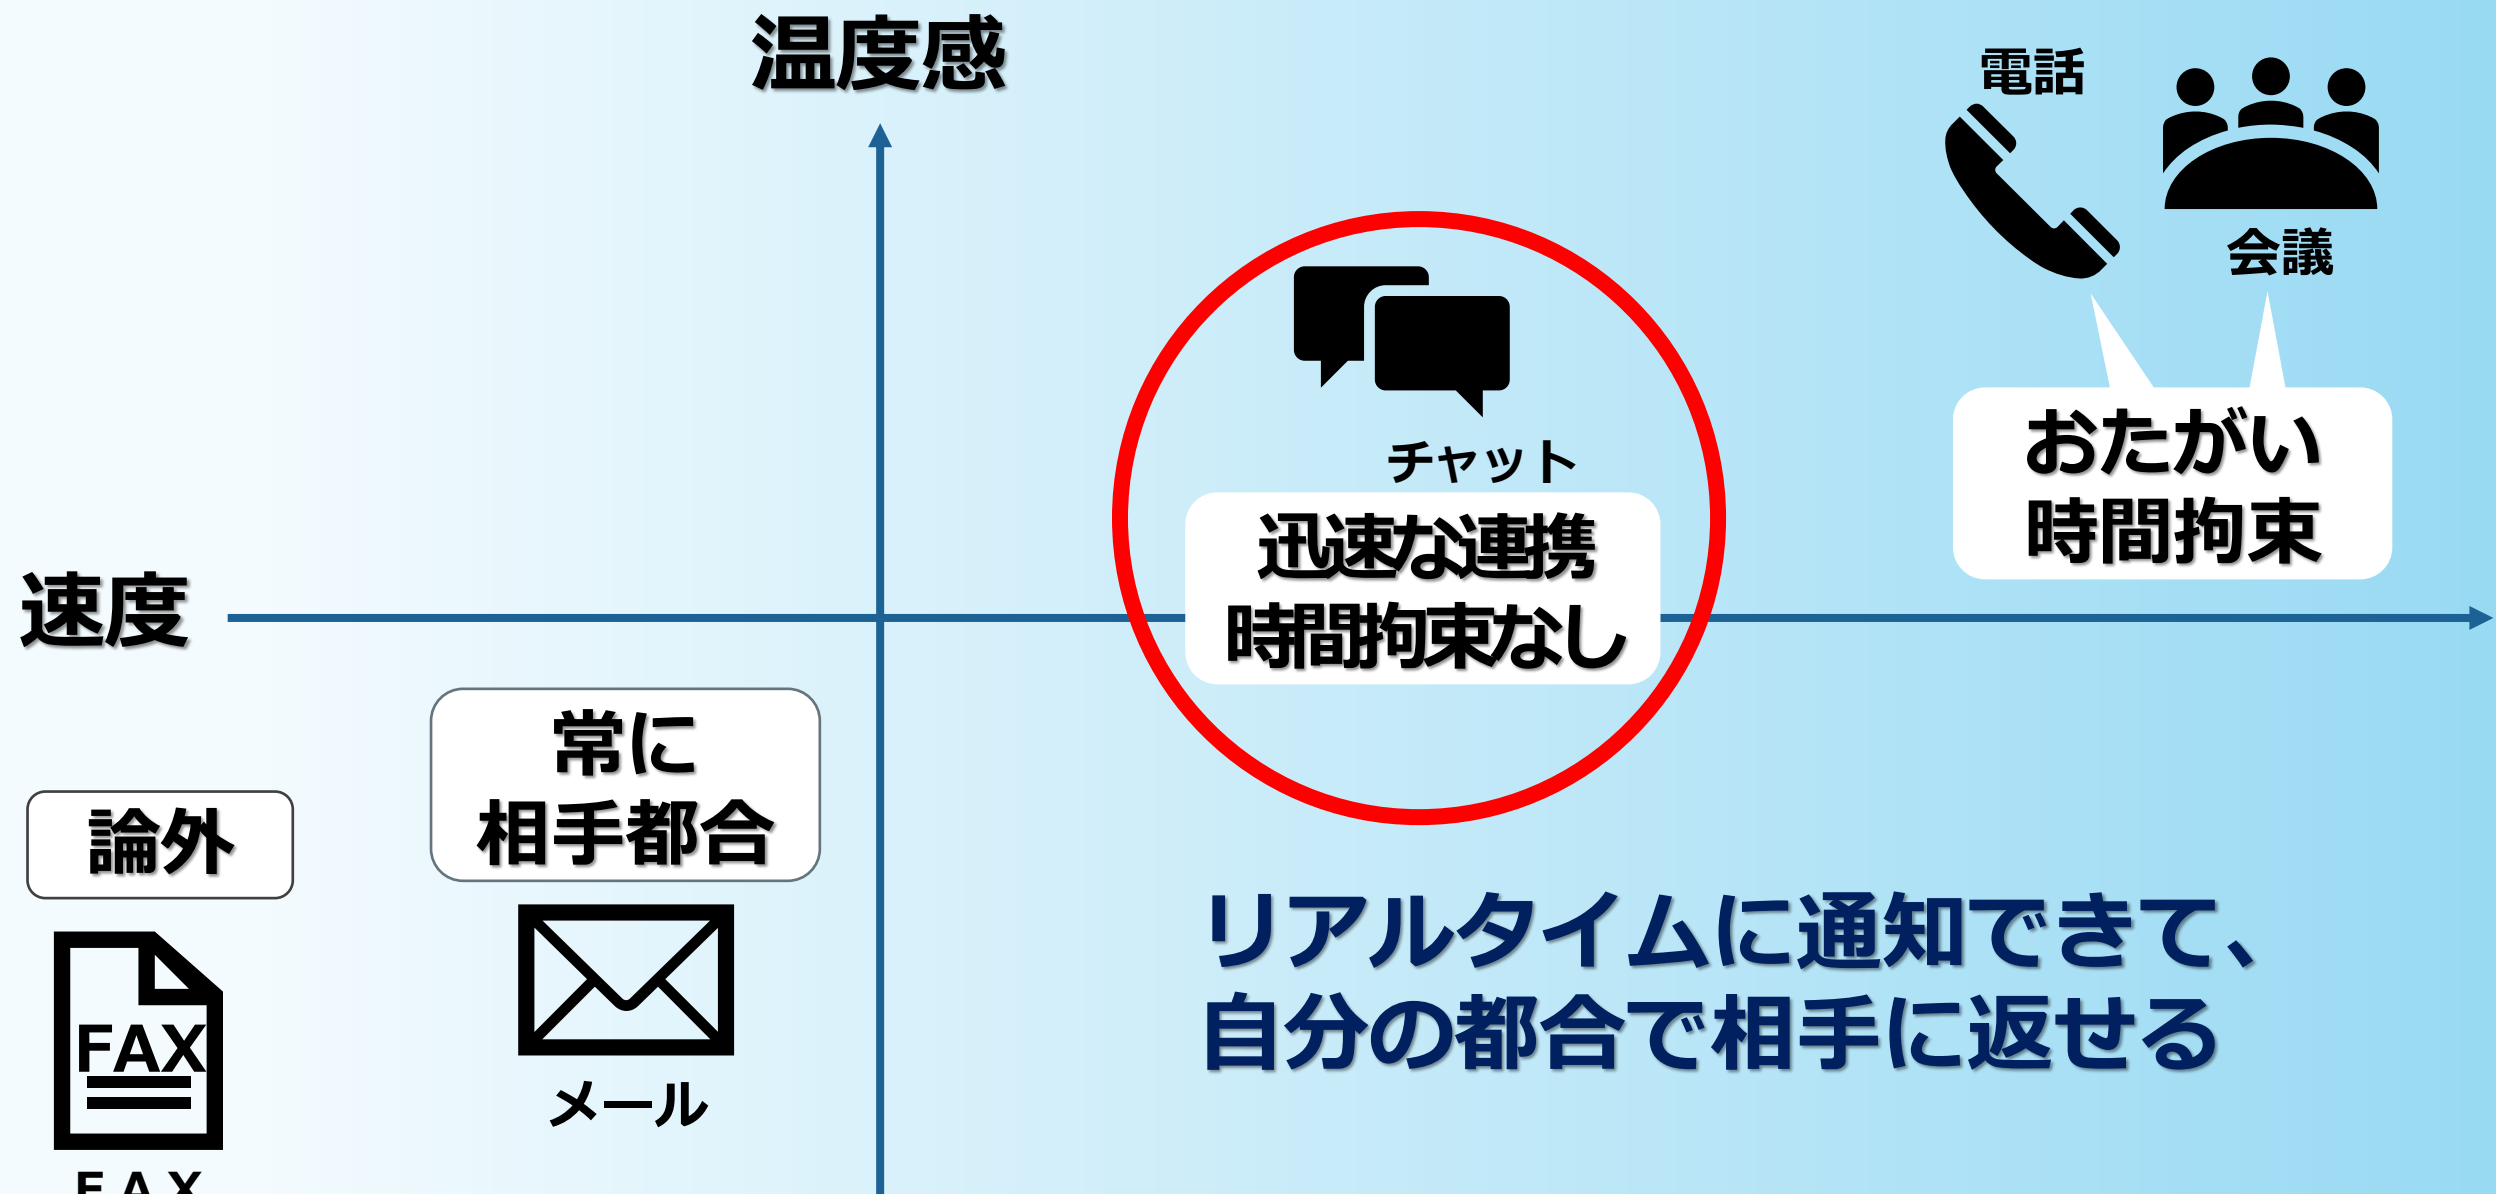 温度感
電話
会議
チャット
おたがい
時間拘束
迅速な連携
時間拘束なし
速度
常に
相手都合
論外
FAX
メール
FAX
リアルタイムに通知できて、
自分の都合で相手に返せる